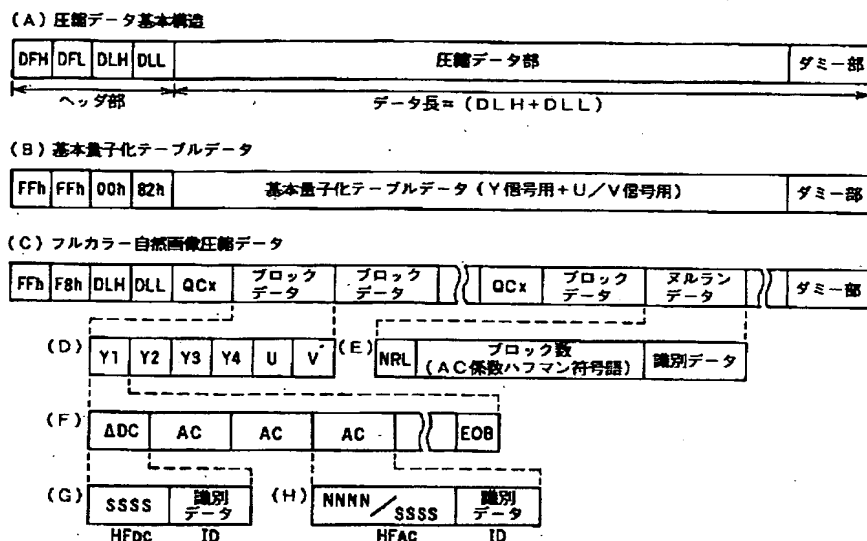 (A) 圧縮データ基本構造
DFH DFL DLH DLL 圧縮データ部 ダミー部
ヘッダ部 データ長=(DLH+DLL)
(B) 基本量子化テーブルデータ
FFh FFh 00h 82h 基本量子化テーブルデータ(Y信号用+U/V信号用) ダミー部
(C) フルカラー自然画像圧縮データ
FFh F8h DLH DLL QCx ブロックデータ ブロックデータ QCx ブロックデータ ヌルランデータ ダミー部
(D) Y1 Y2 Y3 Y4 U V (E) NRL ブロック数
(AC係数ハフマン符号語) 識別データ
(F) ΔDC AC AC AC EOB
(G) SSSS 識別データ (H) NNNN/SSSS 識別データ
HFDC ID HFAC ID